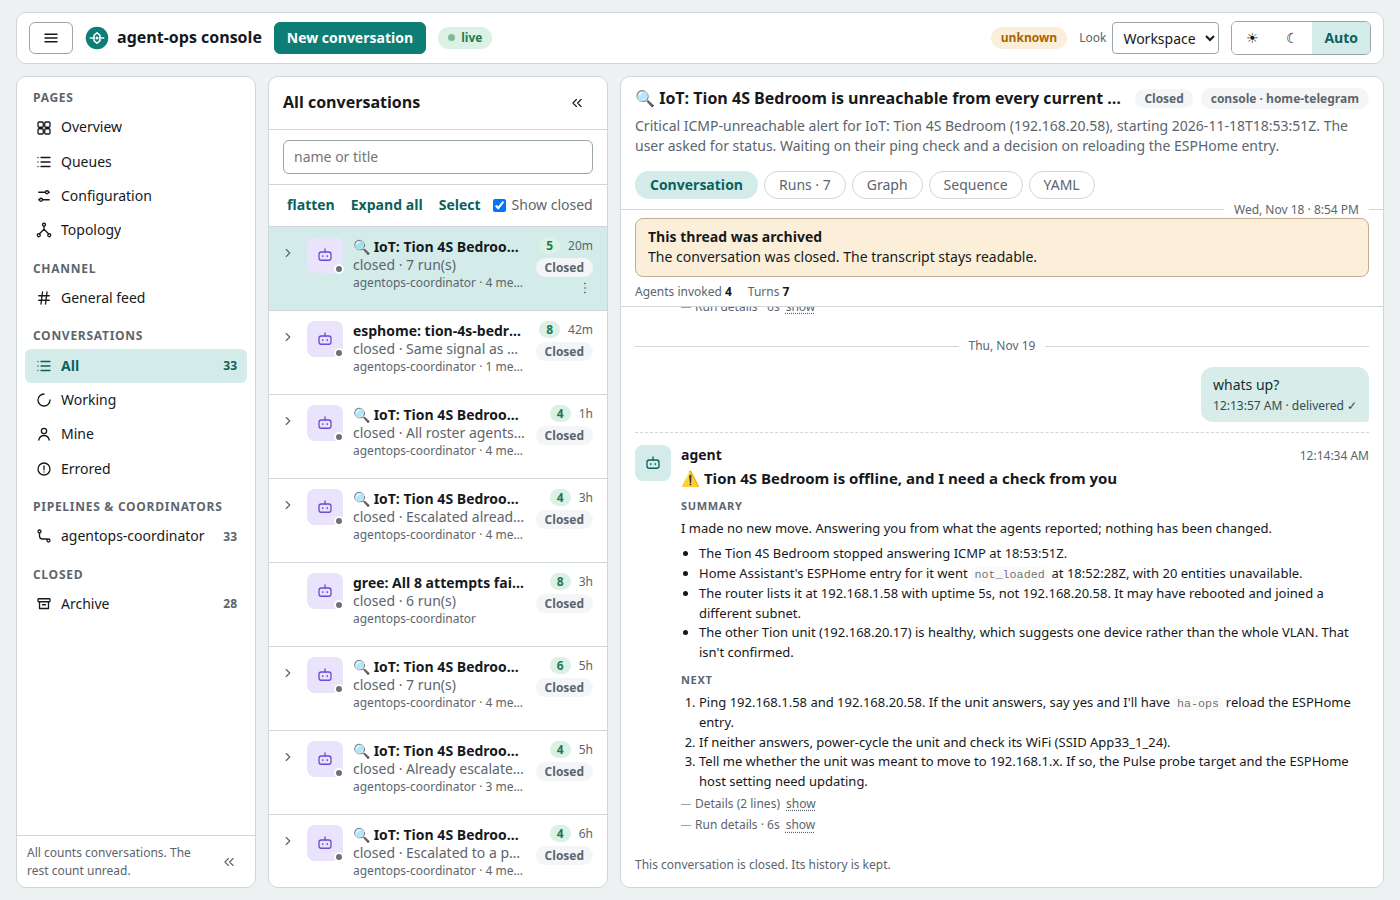 agent-ops console
New conversation
live
unknown
Look
Workspace
Auto
PAGES
Overview
Queues
Configuration
Topology
CHANNEL
General feed
CONVERSATIONS
All 33
Working
Mine
Errored
PIPELINES & COORDINATORS
agentops-coordinator 33
CLOSED
Archive 28
All counts conversations. The
rest count unread.
All conversations
name or title
flatten Expand all Select Show closed
🔍 IoT: Tion 4S Bedroo... 5 20m
closed · 7 run(s) Closed
agentops-coordinator · 4 me...
esphome: tion-4s-bedr... 8 42m
closed · Same signal as ... Closed
agentops-coordinator · 1 me...
🔍 IoT: Tion 4S Bedroo... 4 1h
closed · All roster agents... Closed
agentops-coordinator · 4 me...
🔍 IoT: Tion 4S Bedroo... 4 3h
closed · Escalated alread... Closed
agentops-coordinator · 4 me...
gree: All 8 attempts fai... 8 3h
closed · 6 run(s) Closed
agentops-coordinator
🔍 IoT: Tion 4S Bedroo... 6 5h
closed · 7 run(s) Closed
agentops-coordinator · 4 me...
🔍 IoT: Tion 4S Bedroo... 4 5h
closed · Already escalate... Closed
agentops-coordinator · 3 me...
🔍 IoT: Tion 4S Bedroo... 4 6h
closed · Escalated to a p... Closed
agentops-coordinator · 4 me...
🔍 IoT: Tion 4S Bedroom is unreachable from every current ... Closed console · home-telegram
Critical ICMP-unreachable alert for IoT: Tion 4S Bedroom (192.168.20.58), starting 2026-11-18T18:53:51Z. The
user asked for status. Waiting on their ping check and a decision on reloading the ESPHome entry.
Conversation Runs · 7 Graph Sequence YAML
Wed, Nov 18 · 8:54 PM
This thread was archived
The conversation was closed. The transcript stays readable.
Agents invoked 4 Turns 7
— Run details · 6s show
Thu, Nov 19
whats up?
12:13:57 AM · delivered ✓
agent 12:14:34 AM
⚠️ Tion 4S Bedroom is offline, and I need a check from you
SUMMARY
I made no new move. Answering you from what the agents reported; nothing has been changed.
• The Tion 4S Bedroom stopped answering ICMP at 18:53:51Z.
• Home Assistant's ESPHome entry for it went not_loaded at 18:52:28Z, with 20 entities unavailable.
• The router lists it at 192.168.1.58 with uptime 5s, not 192.168.20.58. It may have rebooted and joined a
different subnet.
• The other Tion unit (192.168.20.17) is healthy, which suggests one device rather than the whole VLAN. That
isn't confirmed.
NEXT
1. Ping 192.168.1.58 and 192.168.20.58. If the unit answers, say yes and I'll have ha-ops reload the ESPHome
entry.
2. If neither answers, power-cycle the unit and check its WiFi (SSID App33_1_24).
3. Tell me whether the unit was meant to move to 192.168.1.x. If so, the Pulse probe target and the ESPHome
host setting need updating.
— Details (2 lines) show
— Run details · 6s show
This conversation is closed. Its history is kept.